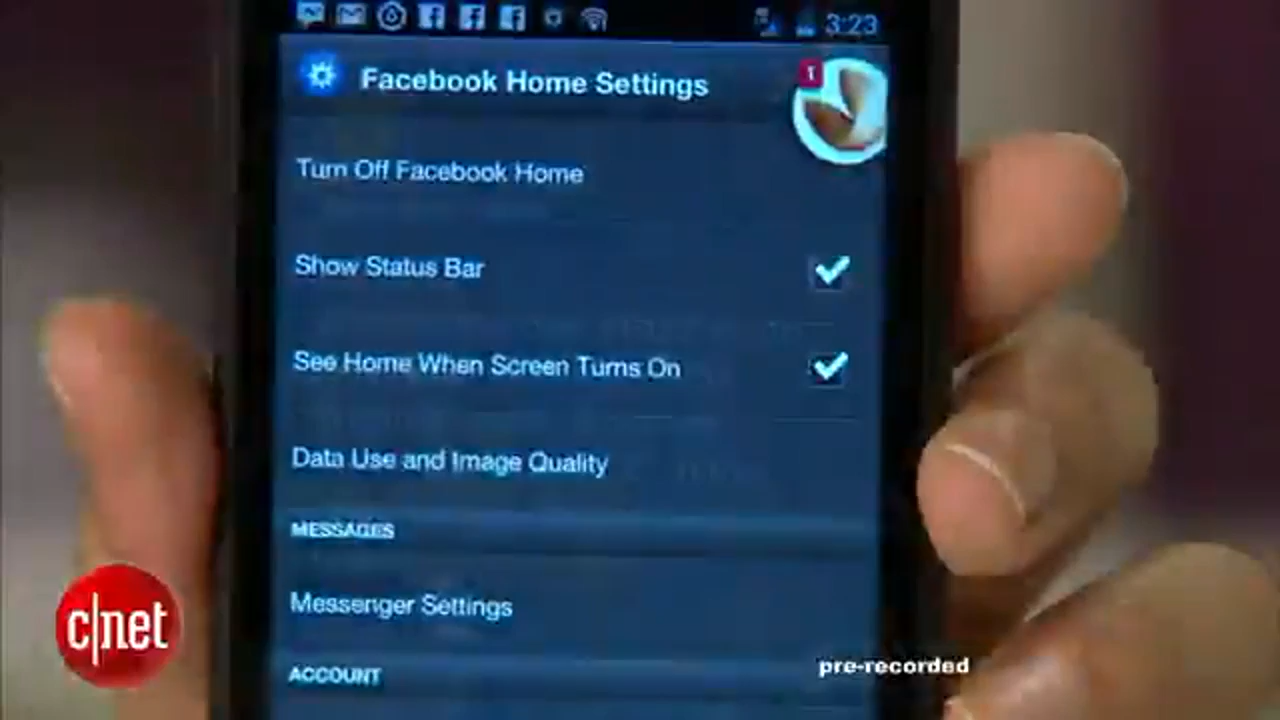 3:23
Facebook Home Settings
1
Turn Off Facebook Home
Show Status Bar
See Home When Screen Turns On
Data Use and Image Quality
MESSAGES
Messenger Settings
ACCOUNT
c|net
pre-recorded